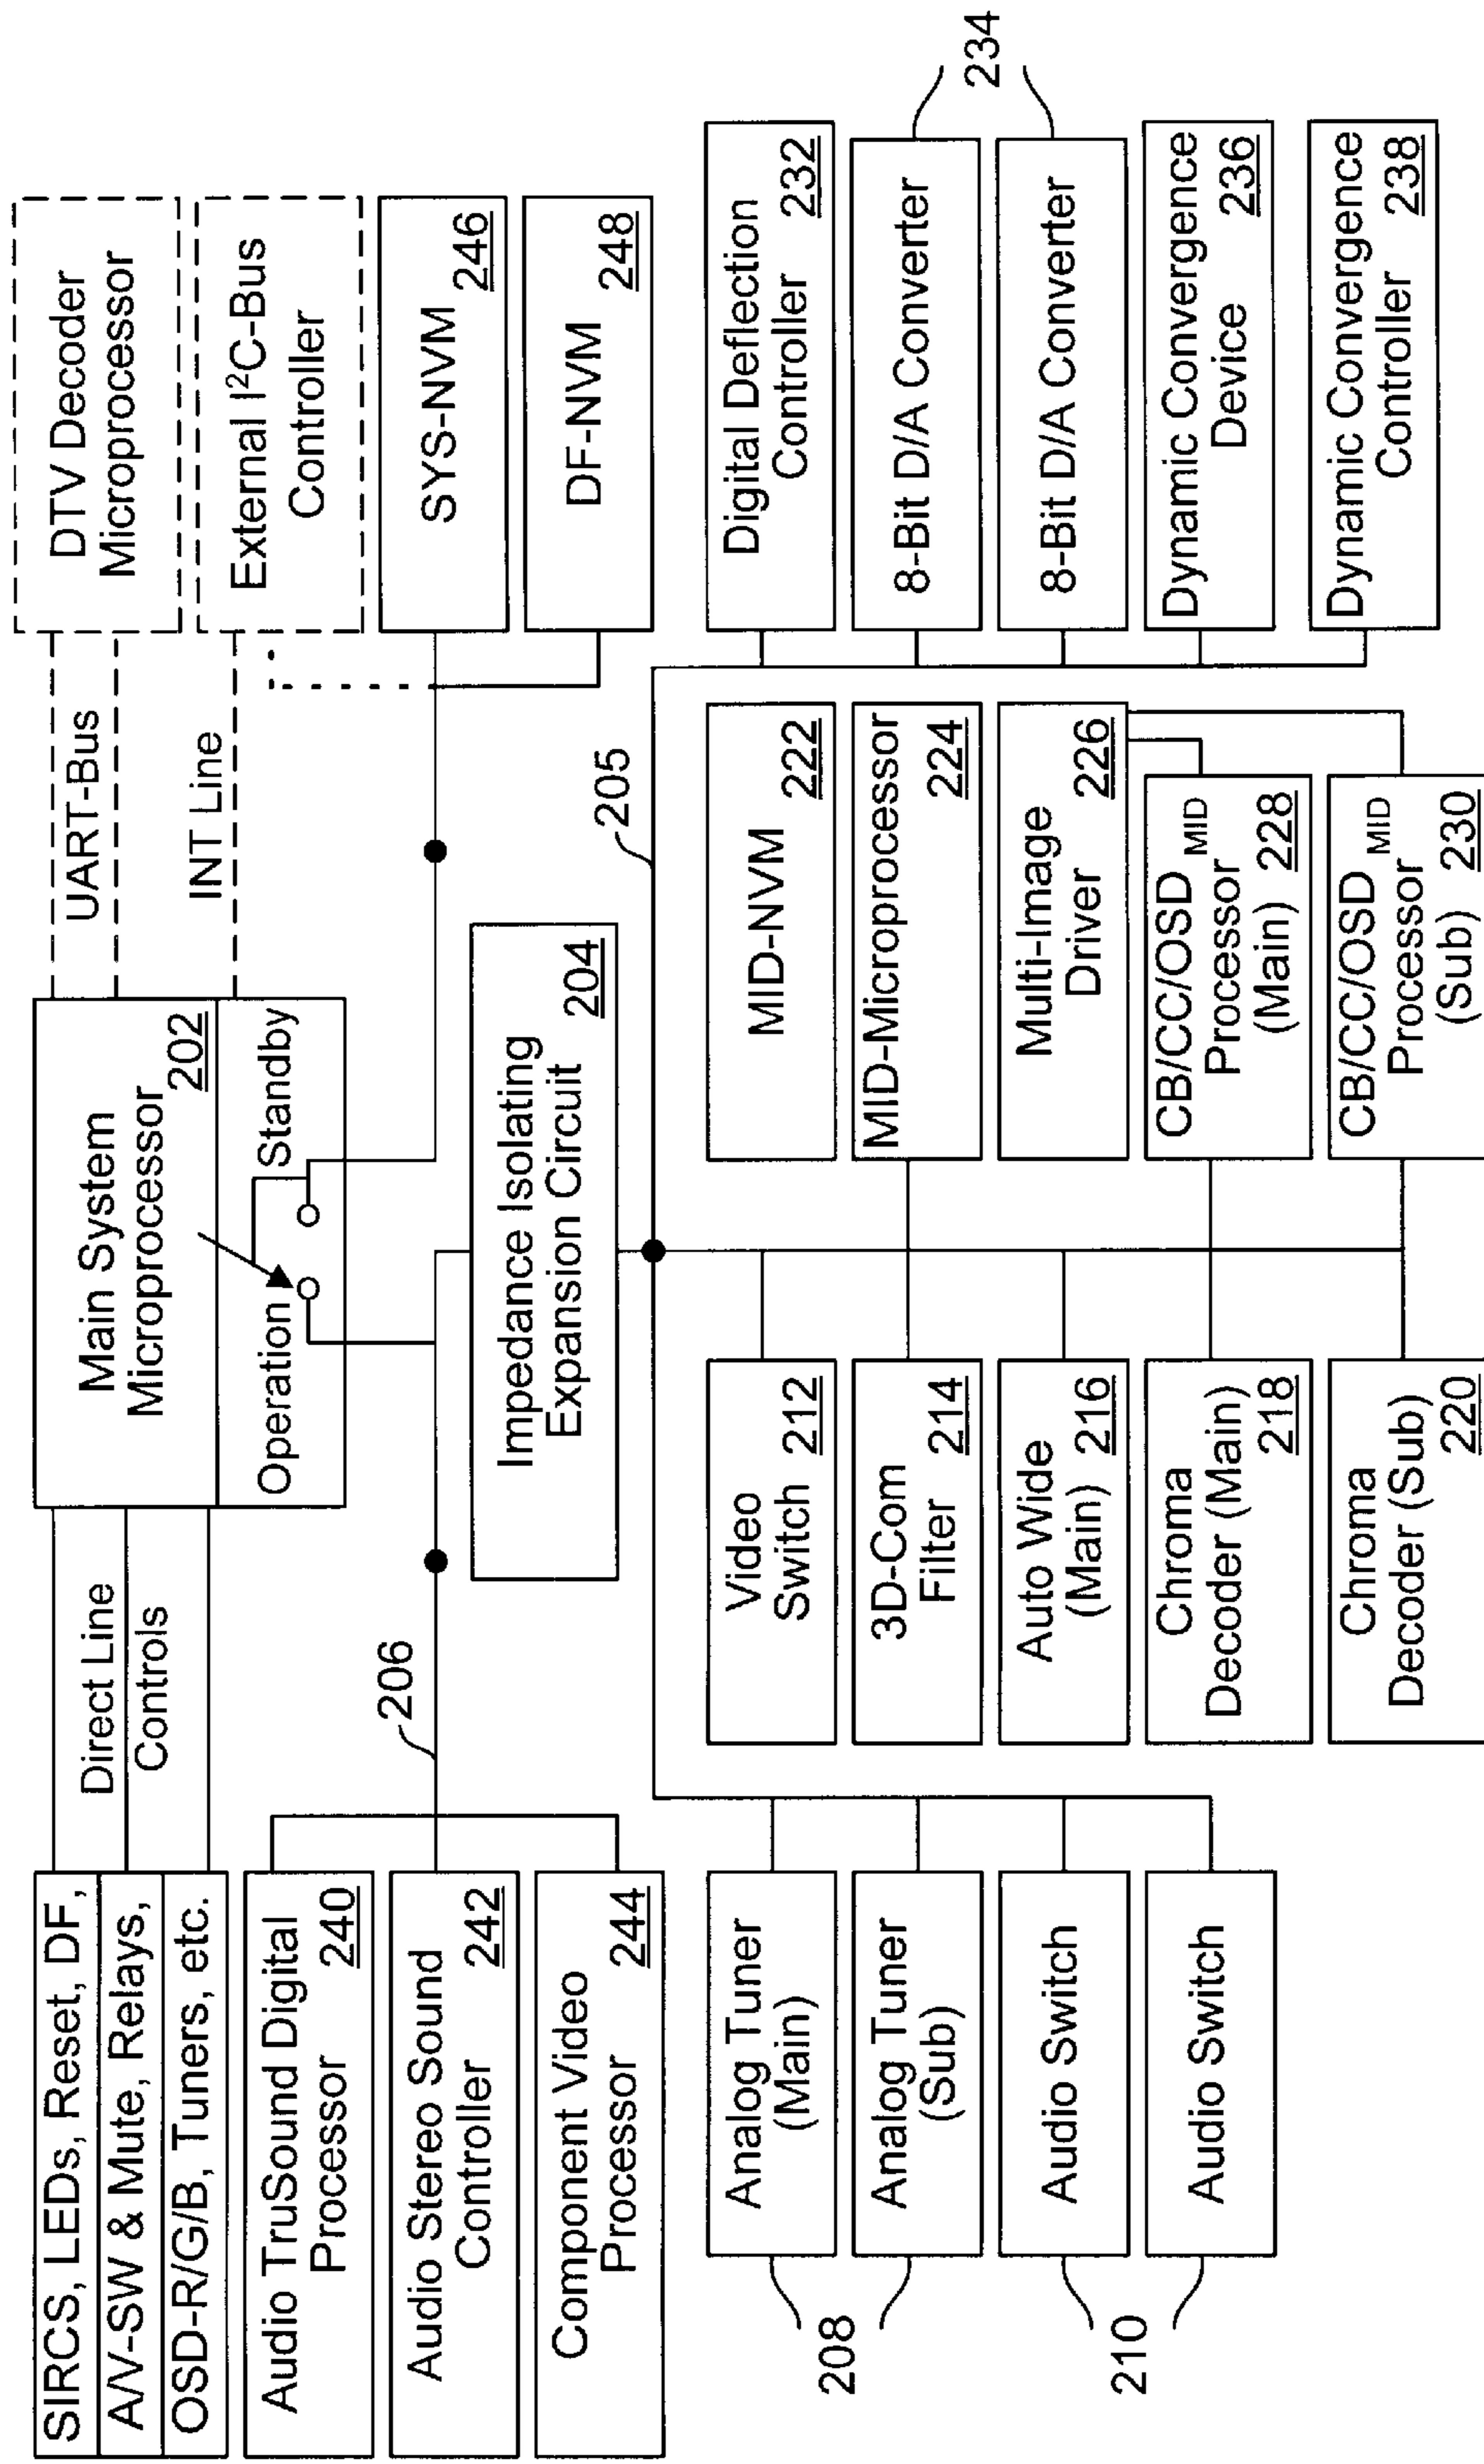 SIRCS, LEDs, Reset, DF,
A/V-SW & Mute, Relays,
OSD-R/G/B, Tuners, etc.
Direct Line
Controls
Main System
Microprocessor
202
Operation
Standby
UART-Bus
INT Line
DTV Decoder
Microprocessor
External I²C-Bus
Controller
Audio TruSound Digital
Processor 240
Audio Stereo Sound
Controller 242
Component Video
Processor 244
206
Impedance Isolating
Expansion Circuit 204
205
SYS-NVM
246
DF-NVM
248
Analog Tuner
(Main)
Analog Tuner
(Sub)
208
Audio Switch
Audio Switch
210
Video
Switch 212
3D-Com
Filter 214
Auto Wide
(Main) 216
Chroma
Decoder (Main)
218
Chroma
Decoder (Sub)
220
MID-NVM
222
MID-Microprocessor
224
Multi-Image
Driver 226
CB/CC/OSD MID
Processor
(Main) 228
CB/CC/OSD MID
Processor
(Sub) 230
Digital Deflection
Controller 232
8-Bit D/A Converter
8-Bit D/A Converter
234
Dynamic Convergence
Device 236
Dynamic Convergence
Controller 238